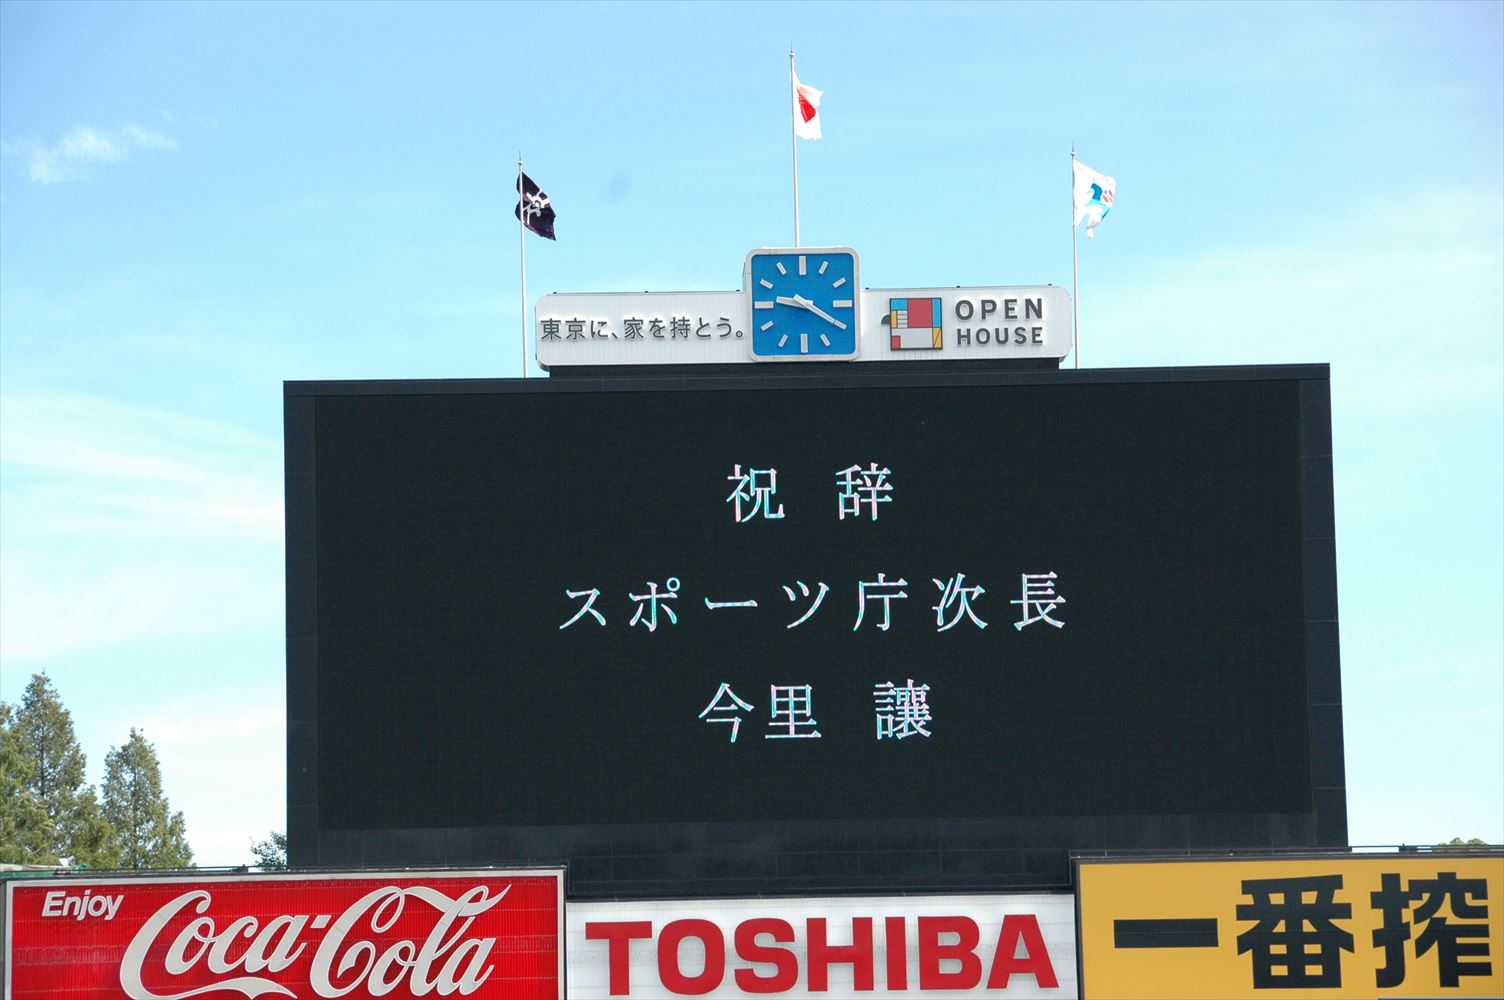 東京に、家を持とう。
OPEN
HOUSE
祝 辞
スポーツ庁次長
今里 讓
Enjoy
Coca-Cola
TOSHIBA
一番搾